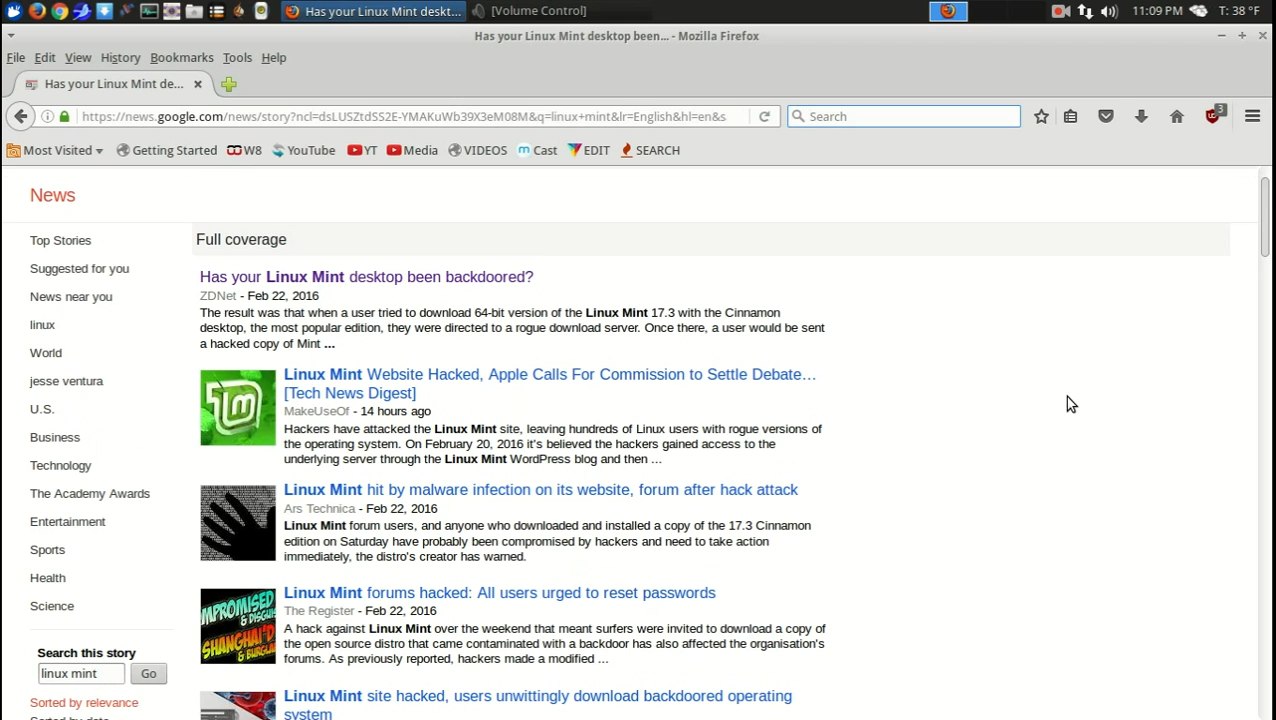 Has your Linux Mint deskt...
[Volume Control]
11:09 PM
T: 38 °F
Has your Linux Mint desktop been... - Mozilla Firefox
File Edit View History Bookmarks Tools Help
Has your Linux Mint de...
https://news.google.com/news/story?ncl=dsLUSZtdSS2E-YMAKuWb39X3eM08M&q=linux+mint&lr=English&hl=en&s
Search
3
Most Visited Getting Started W8 YouTube YT Media VIDEOS Cast EDIT SEARCH
News
Top Stories
Suggested for you
News near you
linux
World
jesse ventura
U.S.
Business
Technology
The Academy Awards
Entertainment
Sports
Health
Science
Search this story
linux mint Go
Sorted by relevance
Sorted by date
Full coverage
Has your Linux Mint desktop been backdoored?
ZDNet - Feb 22, 2016
The result was that when a user tried to download 64-bit version of the Linux Mint 17.3 with the Cinnamon
desktop, the most popular edition, they were directed to a rogue download server. Once there, a user would be sent
a hacked copy of Mint ...
Linux Mint Website Hacked, Apple Calls For Commission to Settle Debate…
[Tech News Digest]
MakeUseOf - 14 hours ago
Hackers have attacked the Linux Mint site, leaving hundreds of Linux users with rogue versions of
the operating system. On February 20, 2016 it's believed the hackers gained access to the
underlying server through the Linux Mint WordPress blog and then ...
Linux Mint hit by malware infection on its website, forum after hack attack
Ars Technica - Feb 22, 2016
Linux Mint forum users, and anyone who downloaded and installed a copy of the 17.3 Cinnamon
edition on Saturday have probably been compromised by hackers and need to take action
immediately, the distro's creator has warned.
MPROMISED
& DISGUI
SHANGHAI'D
& BURGLA
Linux Mint forums hacked: All users urged to reset passwords
The Register - Feb 22, 2016
A hack against Linux Mint over the weekend that meant surfers were invited to download a copy of
the open source distro that came contaminated with a backdoor has also affected the organisation's
forums. As previously reported, hackers made a modified ...
Linux Mint site hacked, users unwittingly download backdoored operating
system